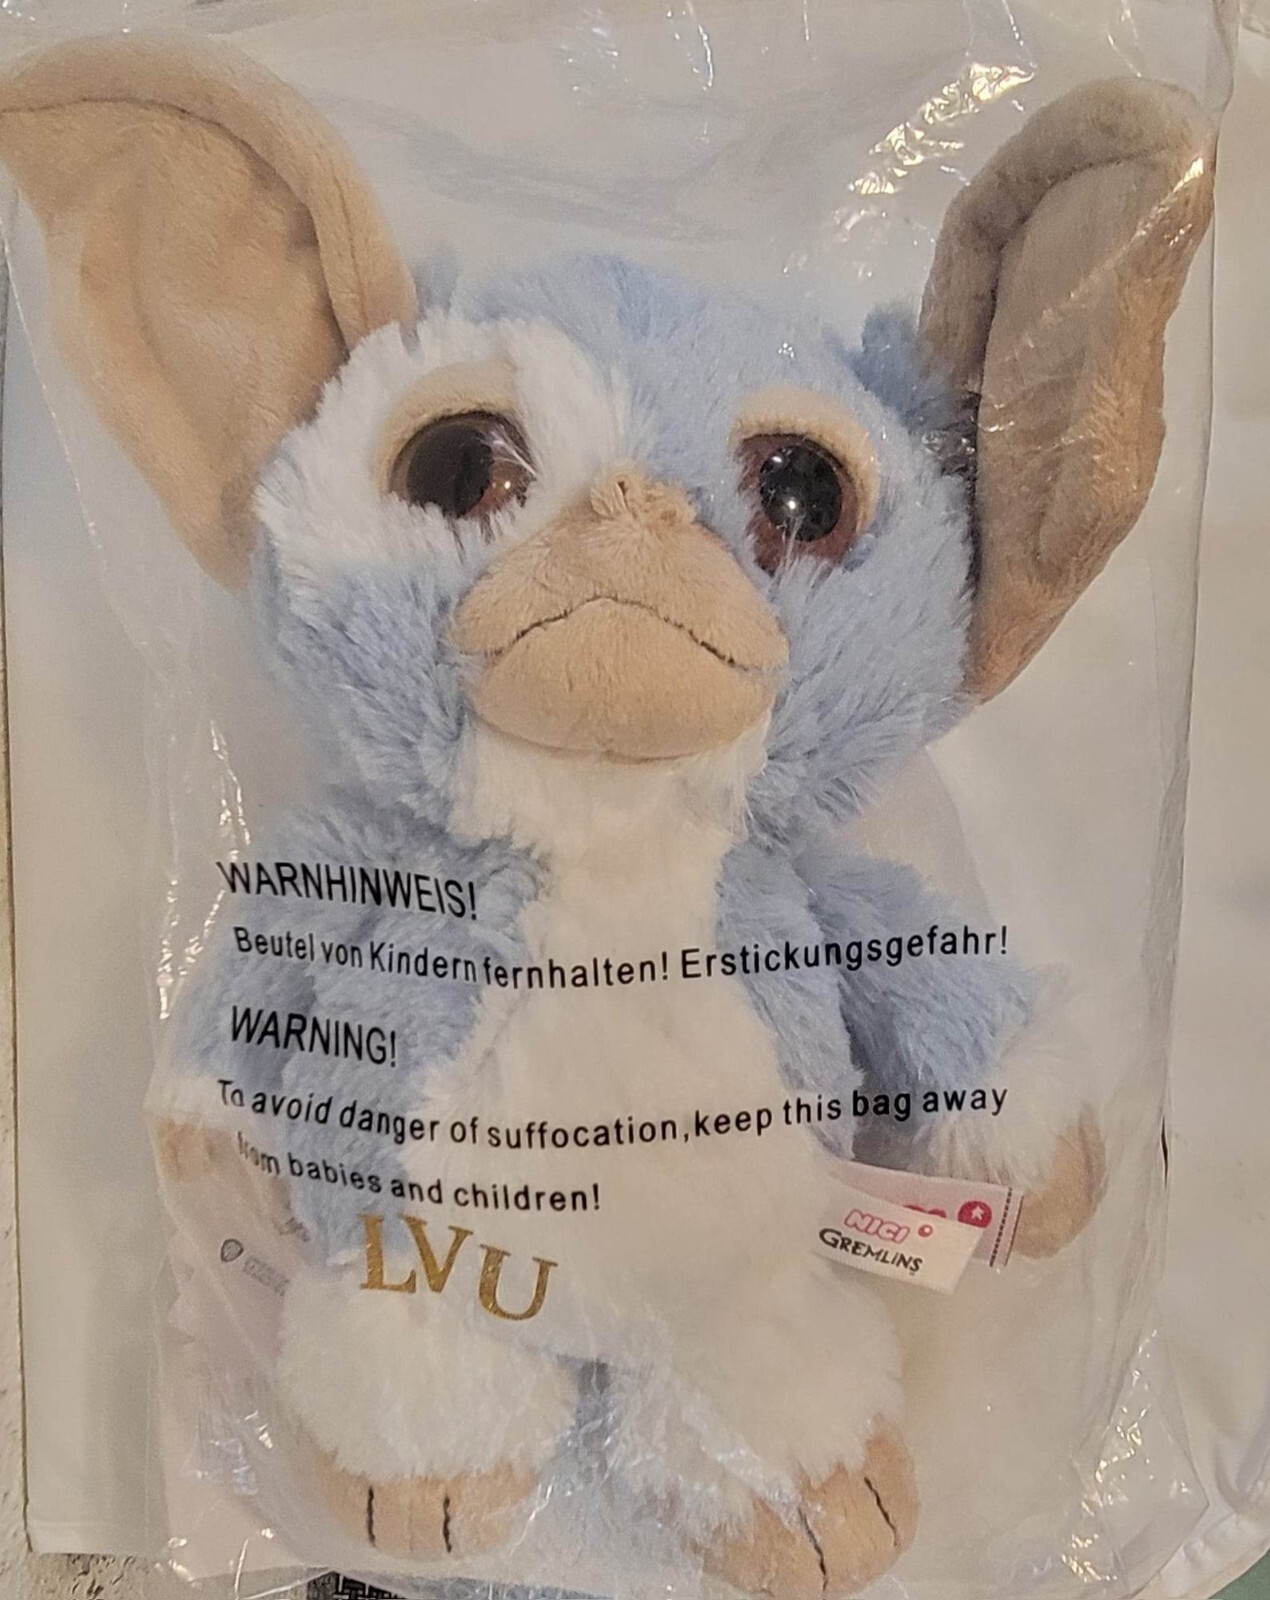 WARNHINWEIS!
Beutel von Kindern fernhalten! Erstickungsgefahr!
WARNING!
To avoid danger of suffocation,keep this bag away
from babies and children!
LVU
NICI
GREMLINS